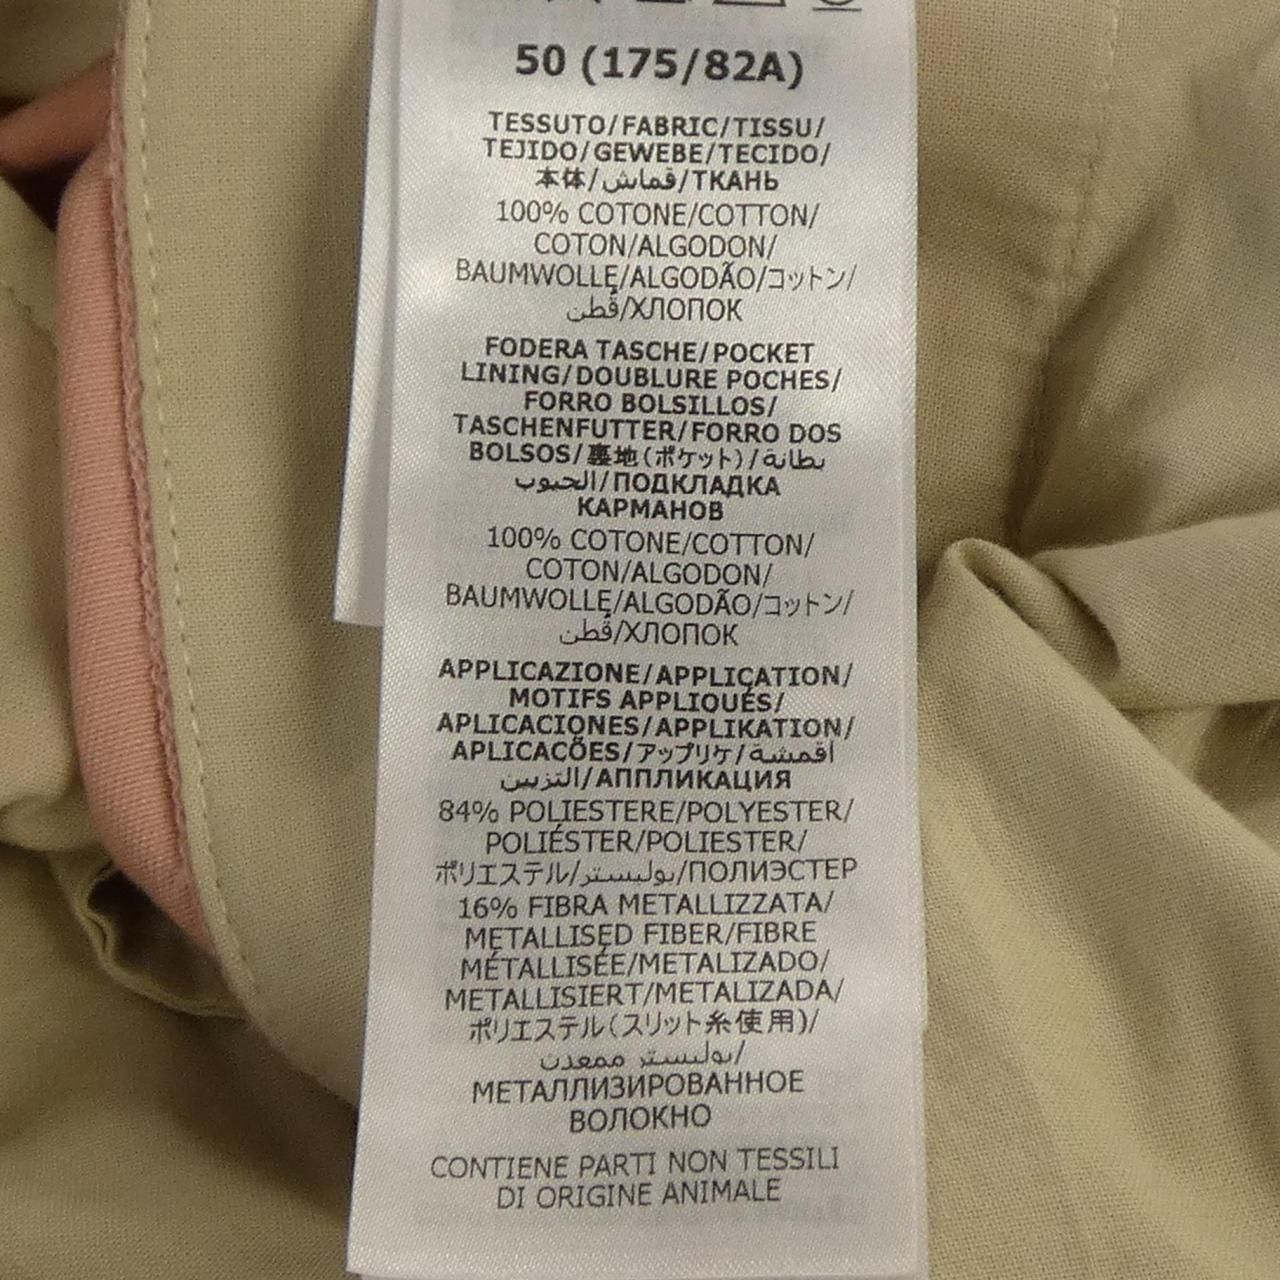 50 (175/82A)
TESSUTO/FABRIC/TISSU/
TEJIDO/GEWEBE/TECIDO/
本体/قماش/ТКАНЬ
100% COTONE/COTTON/
COTON/ALGODON/
BAUMWOLLE/ALGODÃO/コットン/
قطن/ХЛОПОК
FODERA TASCHE/POCKET
LINING/DOUBLURE POCHES/
FORRO BOLSILLOS/
TASCHENFUTTER/FORRO DOS
BOLSOS/裏地(ポケット)/بطانة
الجيوب/ПОДКЛАДКА
КАРМАНОВ
100% COTONE/COTTON/
COTON/ALGODON/
BAUMWOLLE/ALGODÃO/コットン/
قطن/ХЛОПОК
APPLICAZIONE/APPLICATION/
MOTIFS APPLIQUÉS/
APLICACIONES/APPLIKATION/
APLICACÕES/アップリケ/أقمشة
التزيين/АППЛИКАЦИЯ
84% POLIESTERE/POLYESTER/
POLIÉSTER/POLIESTER/
ポリエステル/بوليستر/ПОЛИЭСТЕР
16% FIBRA METALLIZZATA/
METALLISED FIBER/FIBRE
MÉTALLISÉE/METALIZADO/
METALLISIERT/METALIZADA/
ポリエステル(スリット糸使用)/
بوليستر ممعدن/
МЕТАЛЛИЗИРОВАННОЕ
ВОЛОКНО
CONTIENE PARTI NON TESSILI
DI ORIGINE ANIMALE